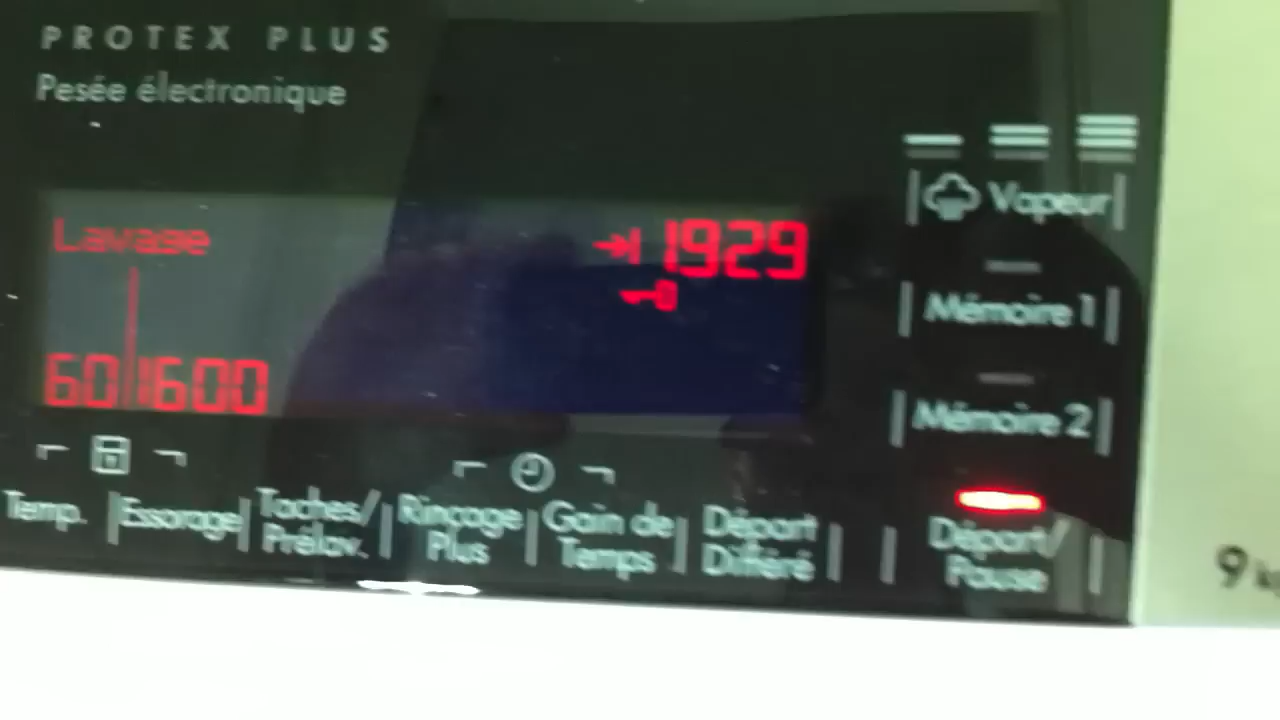 PROTEX PLUS
Pesée électronique
Vapeur
Lavage
1929
Mémoire 1
60 1600
Mémoire 2
Temp.
Essorage
Taches/
Prélav.
Rinçage
Plus
Gain de
Temps
Départ
Différé
Départ/
Pause
9